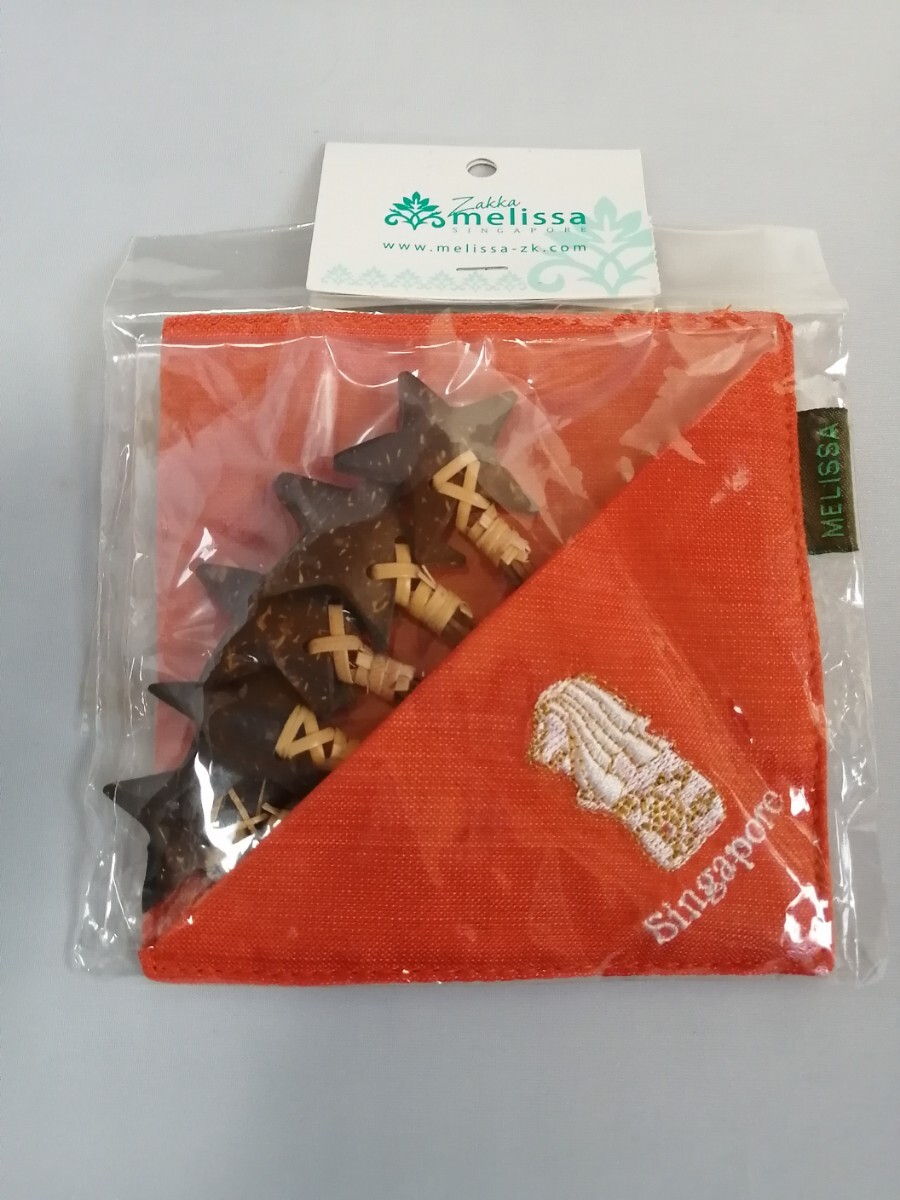 Zakka
melissa
SINGAPORE
www.melissa-zk.com
MELISSA
Singapore